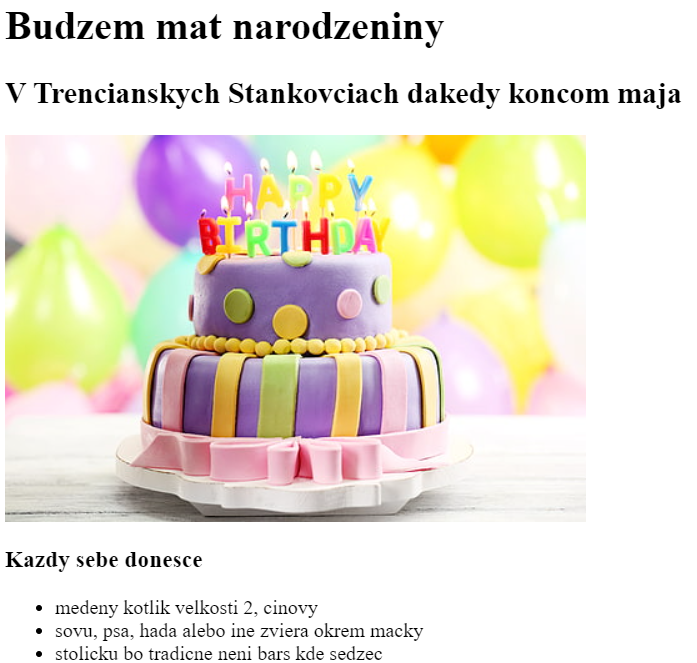 Budzem mat narodzeniny
V Trencianskych Stankovciach dakedy koncom maja
HAPPY
BIRTHDAY
Kazdy sebe donesce
medeny kotlik velkosti 2, cinovy
sovu, psa, hada alebo ine zviera okrem macky
stolicku bo tradicne neni bars kde sedzec